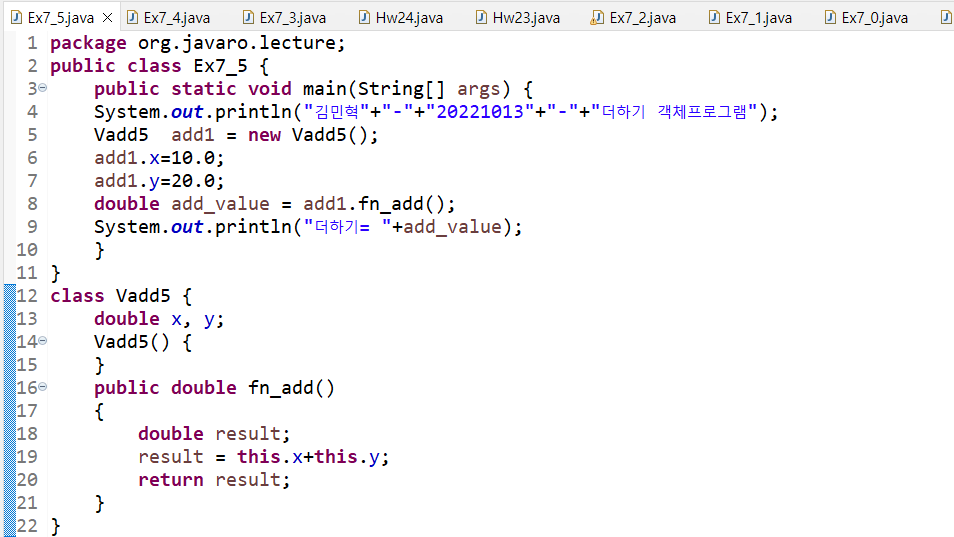 Ex7_5.java Ex7_4.java Ex7_3.java Hw24.java Hw23.java Ex7_2.java Ex7_1.java Ex7_0.java
1 package org.javaro.lecture;
2 public class Ex7_5 {
3 public static void main(String[] args) {
4 System.out.println("김민혁"+"-"+"20221013"+"-"+"더하기 객체프로그램");
5 Vadd5  add1 = new Vadd5();
6 add1.x=10.0;
7 add1.y=20.0;
8 double add_value = add1.fn_add();
9 System.out.println("더하기= "+add_value);
10 }
11 }
12 class Vadd5 {
13 double x, y;
14 Vadd5() {
15 }
16 public double fn_add()
17 {
18 double result;
19 result = this.x+this.y;
20 return result;
21 }
22 }